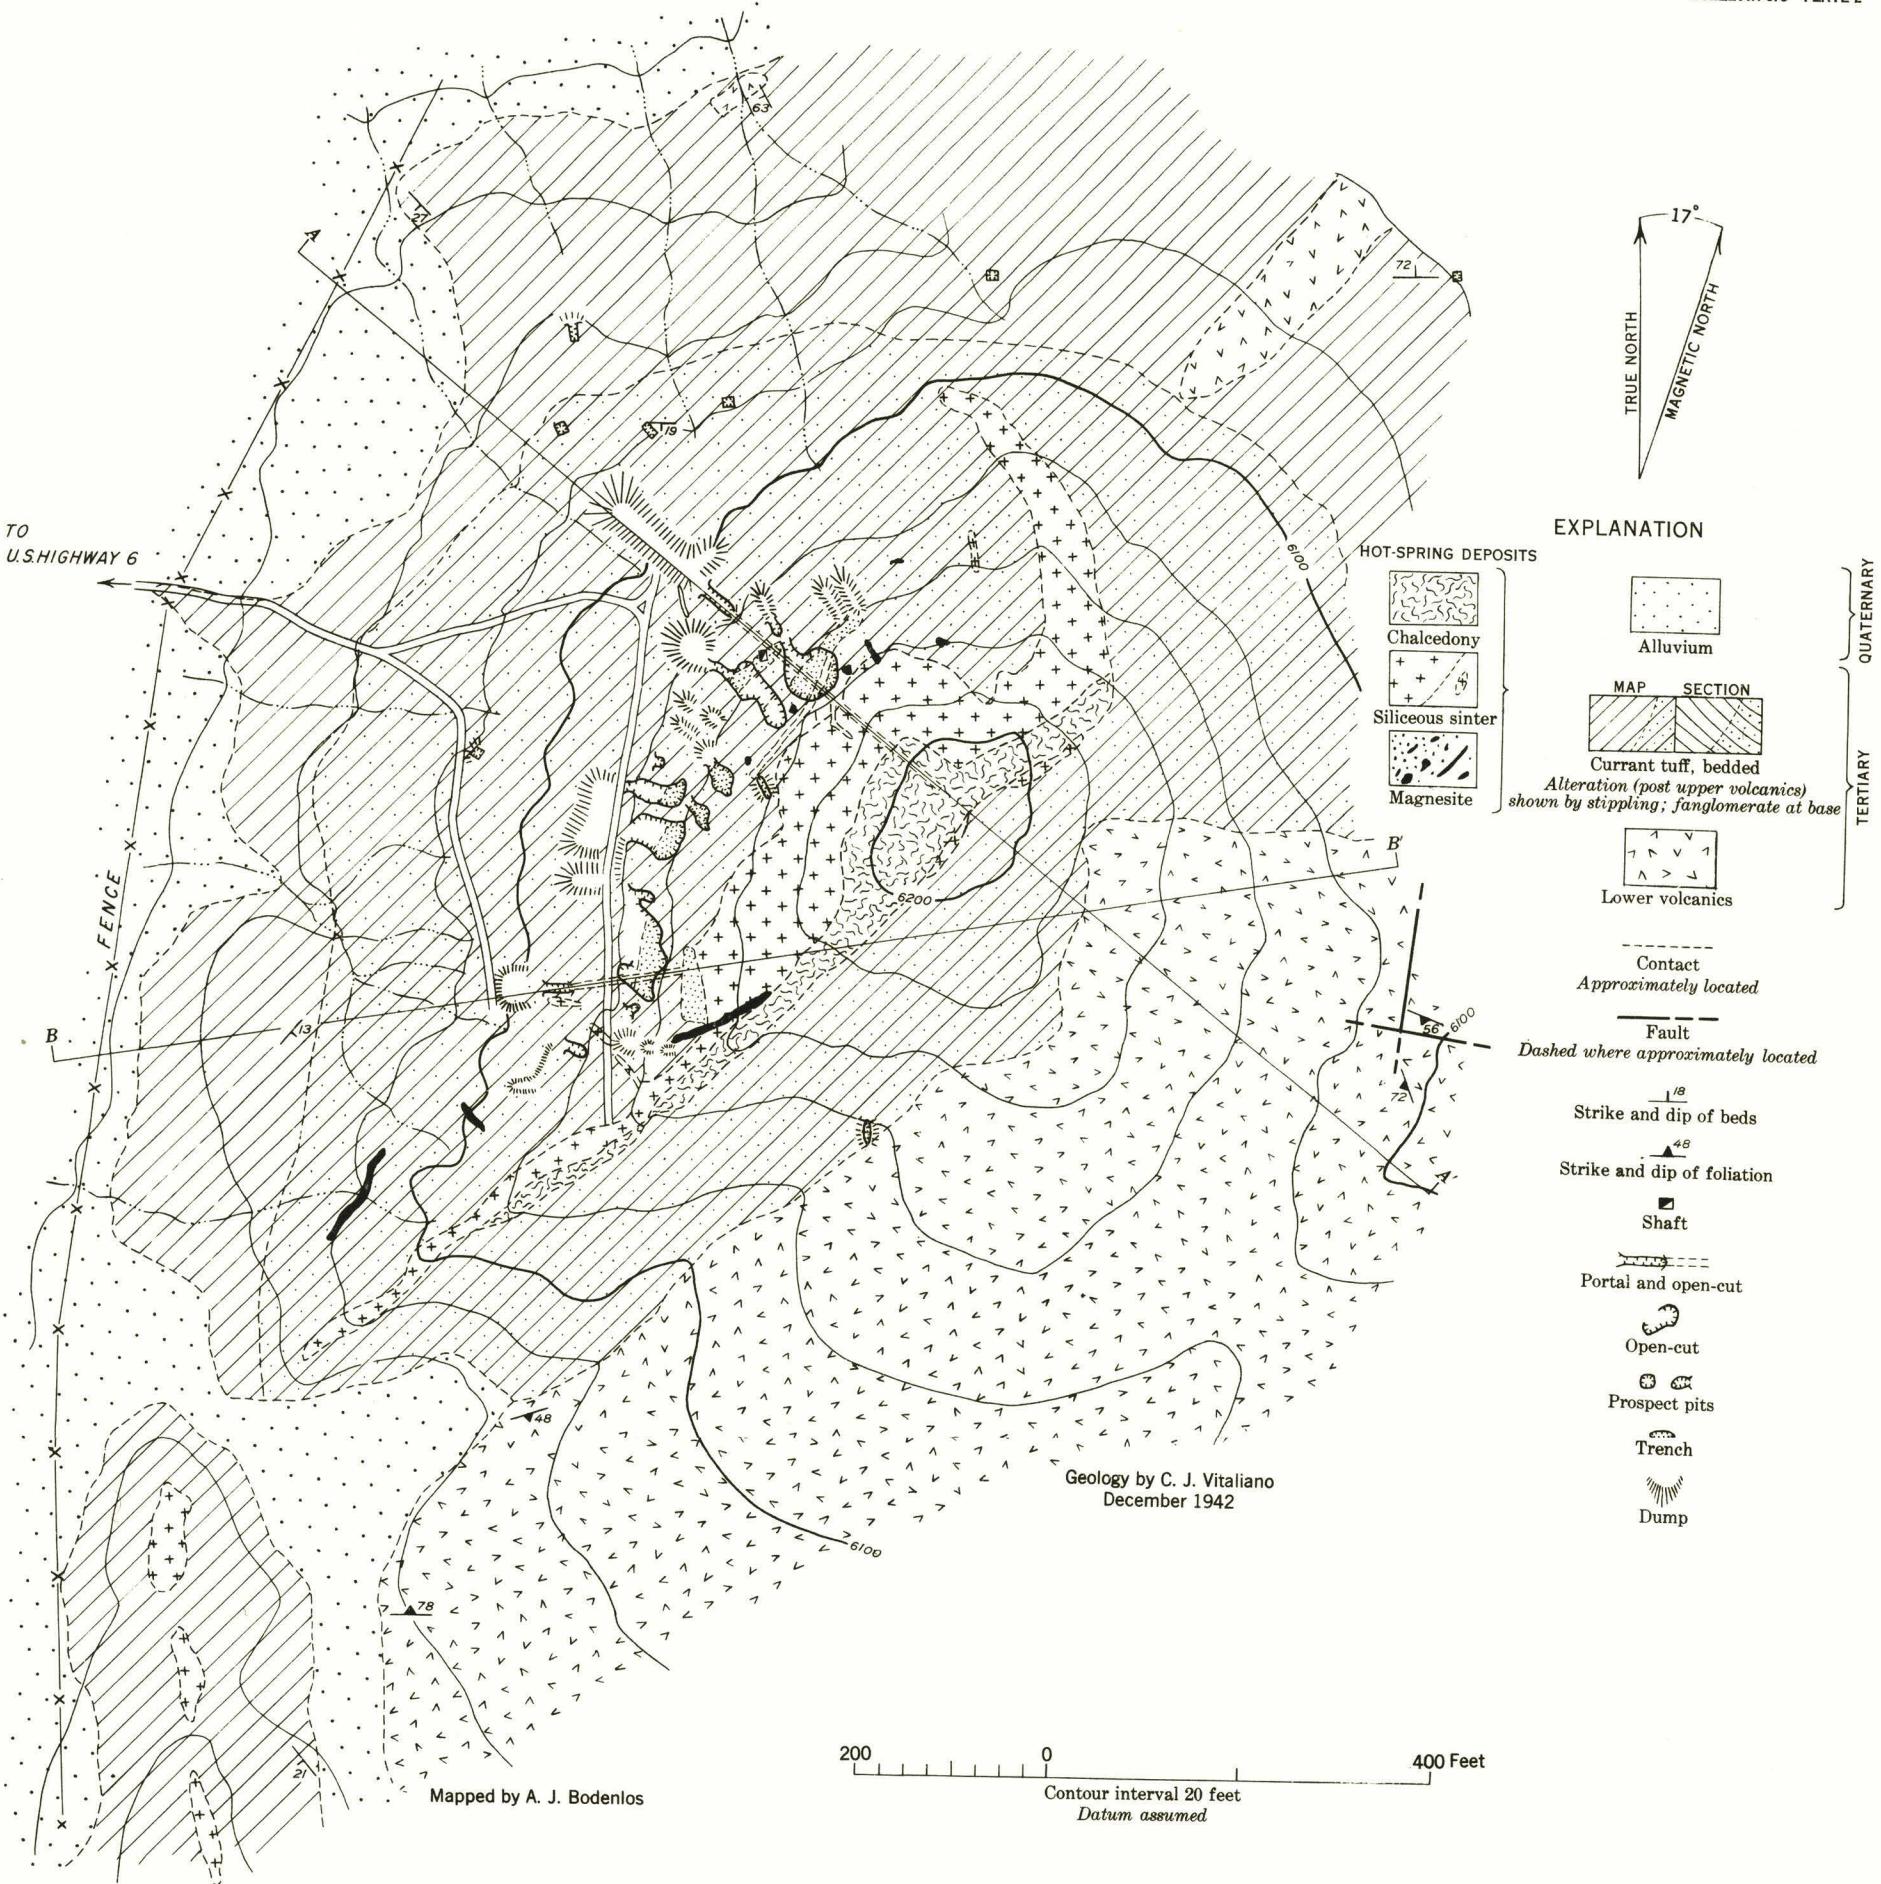 PLATE 2
63
27
A
72
17°
TRUE NORTH
MAGNETIC NORTH
19
TO
U.S. HIGHWAY 6
6100
EXPLANATION
HOT-SPRING DEPOSITS
Chalcedony
Siliceous sinter
Magnesite
Alluvium
QUATERNARY
MAP SECTION
Currant tuff, bedded
Alteration (post upper volcanics)
shown by stippling; fanglomerate at base
Lower volcanics
TERTIARY
Contact
Approximately located
Fault
Dashed where approximately located
18
Strike and dip of beds
48
Strike and dip of foliation
Shaft
Portal and open-cut
Open-cut
Prospect pits
Trench
Dump
B'
6200
FENCE
B
13
56
6100
72
A'
48
78
6100
21
Geology by C. J. Vitaliano
December 1942
Mapped by A. J. Bodenlos
200 0 400 Feet
Contour interval 20 feet
Datum assumed